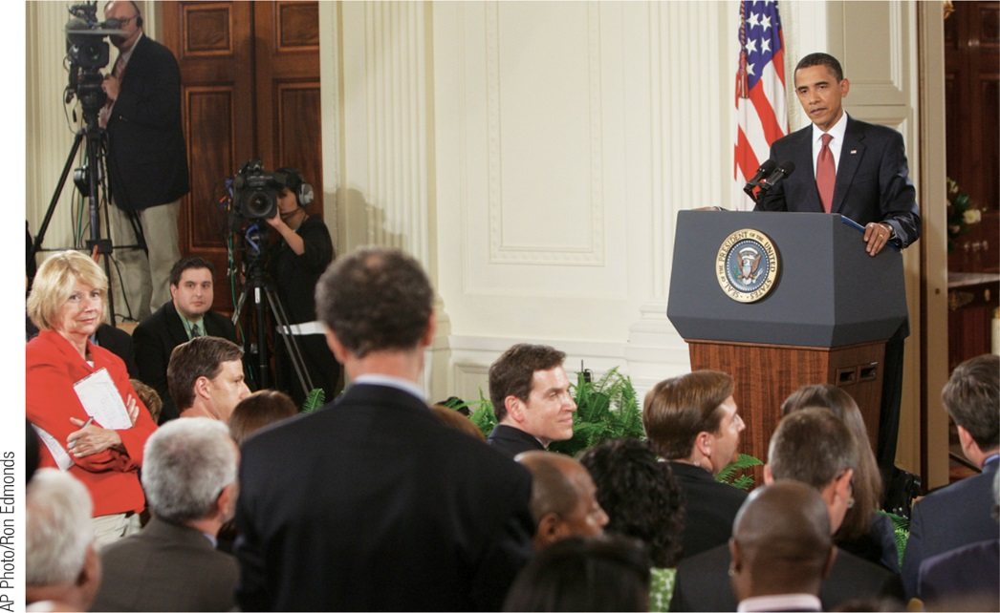 AP Photo/Ron Edmonds
SEAL OF THE PRESIDENT OF THE UNITED STATES